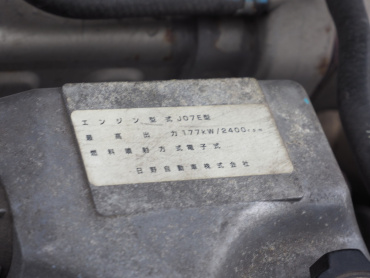 エンジン型式J07E型
最高出力177kW/2400r.p.m
燃料噴射方式電子式
日野自動車株式会社